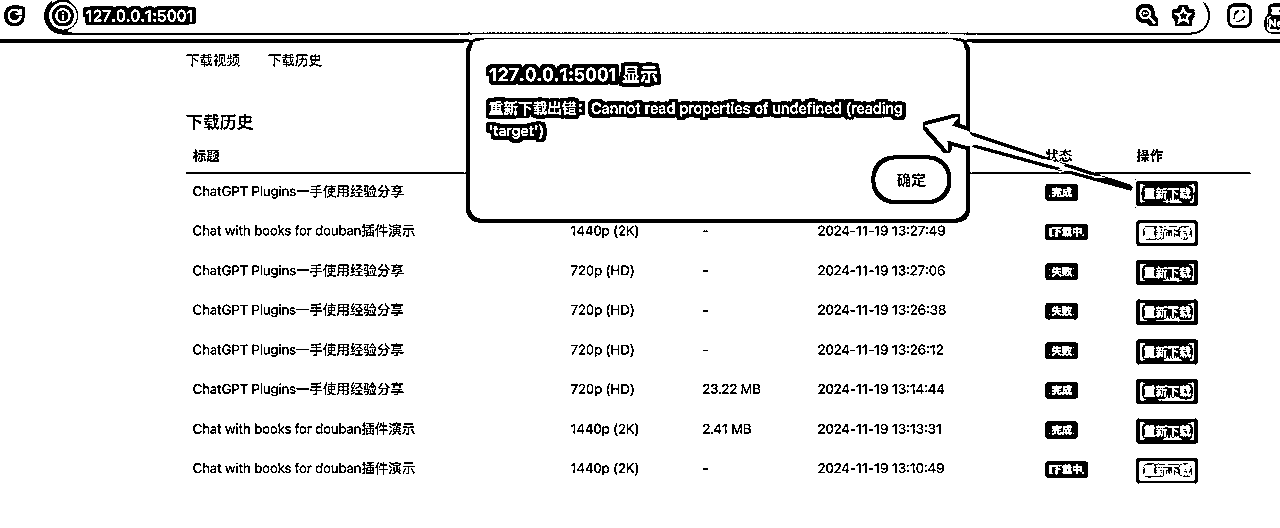 127.0.0.1:5001
下载视频 下载历史
127.0.0.1:5001 显示
重新下载出错: Cannot read properties of undefined (reading
'target')
确定
下载历史
标题 状态 操作
ChatGPT Plugins一手使用经验分享 完成 重新下载
Chat with books for douban插件演示 1440p (2K) - 2024-11-19 13:27:49 下载中 重新下载
ChatGPT Plugins一手使用经验分享 720p (HD) - 2024-11-19 13:27:06 失败 重新下载
ChatGPT Plugins一手使用经验分享 720p (HD) - 2024-11-19 13:26:38 失败 重新下载
ChatGPT Plugins一手使用经验分享 720p (HD) - 2024-11-19 13:26:12 失败 重新下载
ChatGPT Plugins一手使用经验分享 720p (HD) 23.22 MB 2024-11-19 13:14:44 完成 重新下载
Chat with books for douban插件演示 1440p (2K) 2.41 MB 2024-11-19 13:13:31 完成 重新下载
Chat with books for douban插件演示 1440p (2K) - 2024-11-19 13:10:49 下载中 重新下载